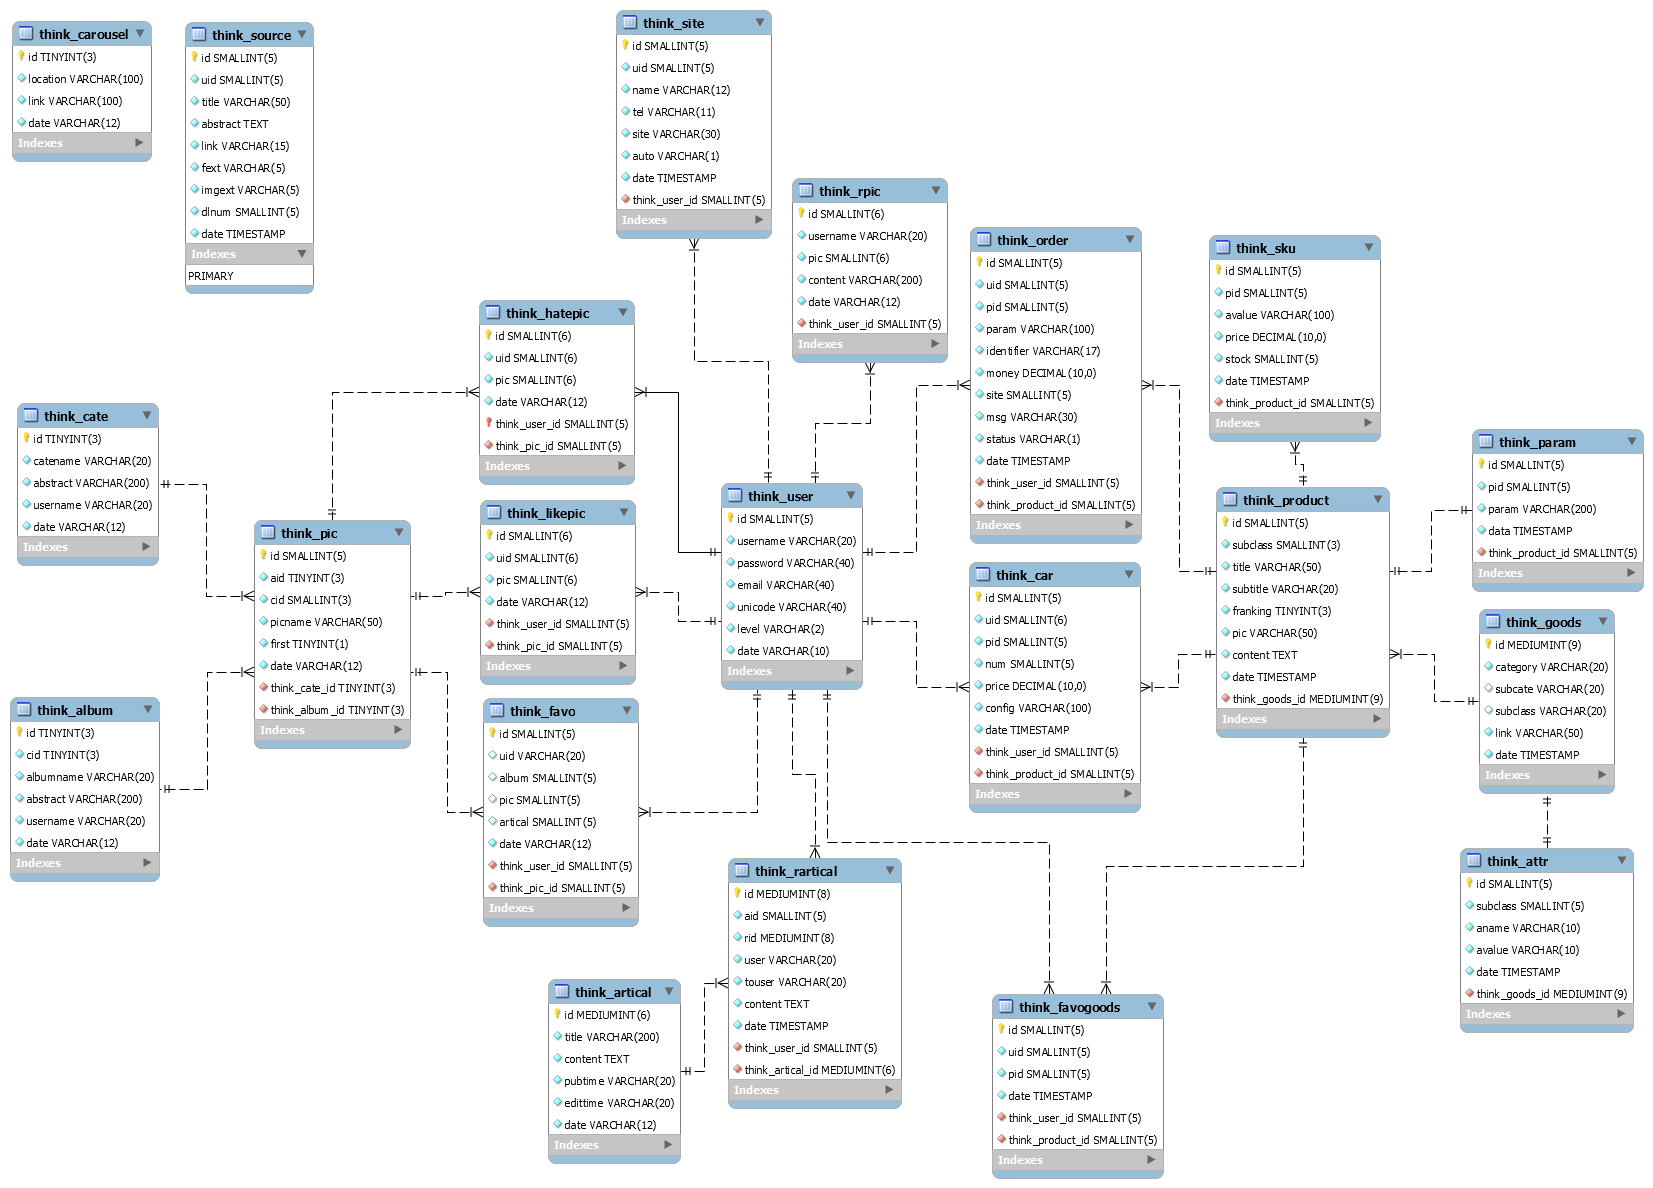 think_carousel
id TINYINT(3)
location VARCHAR(100)
link VARCHAR(100)
date VARCHAR(12)
Indexes
think_source
id SMALLINT(5)
uid SMALLINT(5)
title VARCHAR(50)
abstract TEXT
link VARCHAR(15)
fext VARCHAR(5)
imgext VARCHAR(5)
dlnum SMALLINT(5)
date TIMESTAMP
Indexes
PRIMARY
think_site
id SMALLINT(5)
uid SMALLINT(5)
name VARCHAR(12)
tel VARCHAR(11)
site VARCHAR(30)
auto VARCHAR(1)
date TIMESTAMP
think_user_id SMALLINT(5)
Indexes
think_rpic
id SMALLINT(6)
username VARCHAR(20)
pic SMALLINT(6)
content VARCHAR(200)
date VARCHAR(12)
think_user_id SMALLINT(5)
Indexes
think_order
id SMALLINT(5)
uid SMALLINT(5)
pid SMALLINT(5)
param VARCHAR(100)
identifier VARCHAR(17)
money DECIMAL(10,0)
site SMALLINT(5)
msg VARCHAR(30)
status VARCHAR(1)
date TIMESTAMP
think_user_id SMALLINT(5)
think_product_id SMALLINT(5)
Indexes
think_sku
id SMALLINT(5)
pid SMALLINT(5)
avalue VARCHAR(100)
price DECIMAL(10,0)
stock SMALLINT(5)
date TIMESTAMP
think_product_id SMALLINT(5)
Indexes
think_hatepic
id SMALLINT(6)
uid SMALLINT(6)
pic SMALLINT(6)
date VARCHAR(12)
think_user_id SMALLINT(5)
think_pic_id SMALLINT(5)
Indexes
think_cate
id TINYINT(3)
catename VARCHAR(20)
abstract VARCHAR(200)
username VARCHAR(20)
date VARCHAR(12)
Indexes
think_param
id SMALLINT(5)
pid SMALLINT(5)
param VARCHAR(200)
data TIMESTAMP
think_product_id SMALLINT(5)
Indexes
think_user
id SMALLINT(5)
username VARCHAR(20)
password VARCHAR(40)
email VARCHAR(40)
unicode VARCHAR(40)
level VARCHAR(2)
date VARCHAR(10)
Indexes
think_product
id SMALLINT(5)
subclass SMALLINT(3)
title VARCHAR(50)
subtitle VARCHAR(20)
franking TINYINT(3)
pic VARCHAR(50)
content TEXT
date TIMESTAMP
think_goods_id MEDIUMINT(9)
Indexes
think_likepic
id SMALLINT(6)
uid SMALLINT(6)
pic SMALLINT(6)
date VARCHAR(12)
think_user_id SMALLINT(5)
think_pic_id SMALLINT(5)
Indexes
think_pic
id SMALLINT(5)
aid TINYINT(3)
cid SMALLINT(3)
picname VARCHAR(50)
first TINYINT(1)
date VARCHAR(12)
think_cate_id TINYINT(3)
think_album_id TINYINT(3)
Indexes
think_car
id SMALLINT(5)
uid SMALLINT(6)
pid SMALLINT(5)
num SMALLINT(5)
price DECIMAL(10,0)
config VARCHAR(100)
date TIMESTAMP
think_user_id SMALLINT(5)
think_product_id SMALLINT(5)
Indexes
think_goods
id MEDIUMINT(9)
category VARCHAR(20)
subcate VARCHAR(20)
subclass VARCHAR(20)
link VARCHAR(50)
date TIMESTAMP
Indexes
think_album
id TINYINT(3)
cid TINYINT(3)
albumname VARCHAR(20)
abstract VARCHAR(200)
username VARCHAR(20)
date VARCHAR(12)
Indexes
think_favo
id SMALLINT(5)
uid VARCHAR(20)
album SMALLINT(5)
pic SMALLINT(5)
artical SMALLINT(5)
date VARCHAR(12)
think_user_id SMALLINT(5)
think_pic_id SMALLINT(5)
Indexes
think_rartical
id MEDIUMINT(8)
aid SMALLINT(5)
rid MEDIUMINT(8)
user VARCHAR(20)
touser VARCHAR(20)
content TEXT
date TIMESTAMP
think_user_id SMALLINT(5)
think_artical_id MEDIUMINT(6)
Indexes
think_attr
id SMALLINT(5)
subclass SMALLINT(5)
aname VARCHAR(10)
avalue VARCHAR(10)
date TIMESTAMP
think_goods_id MEDIUMINT(9)
Indexes
think_artical
id MEDIUMINT(6)
title VARCHAR(200)
content TEXT
pubtime VARCHAR(20)
edittime VARCHAR(20)
date VARCHAR(12)
Indexes
think_favogoods
id SMALLINT(5)
uid SMALLINT(5)
pid SMALLINT(5)
date TIMESTAMP
think_user_id SMALLINT(5)
think_product_id SMALLINT(5)
Indexes